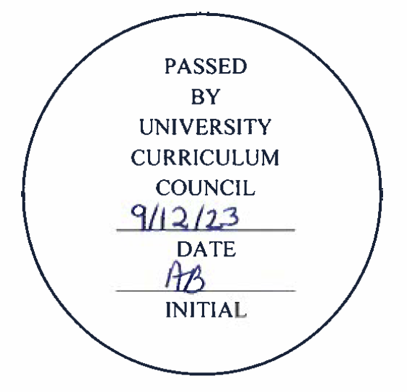 PASSED
BY
UNIVERSITY
CURRICULUM
COUNCIL
9/12/23
DATE
AB
INITIAL